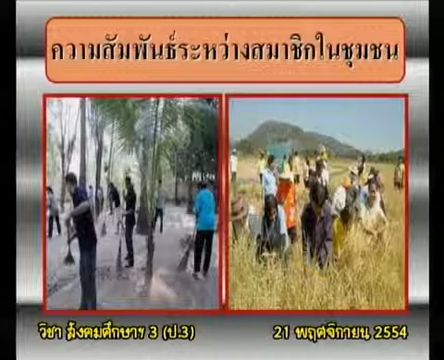 ความสัมพันธ์ระหว่างสมาชิกในชุมชน
วิชา สังคมศึกษาฯ 3 (ป.3)
21 พฤศจิกายน 2554